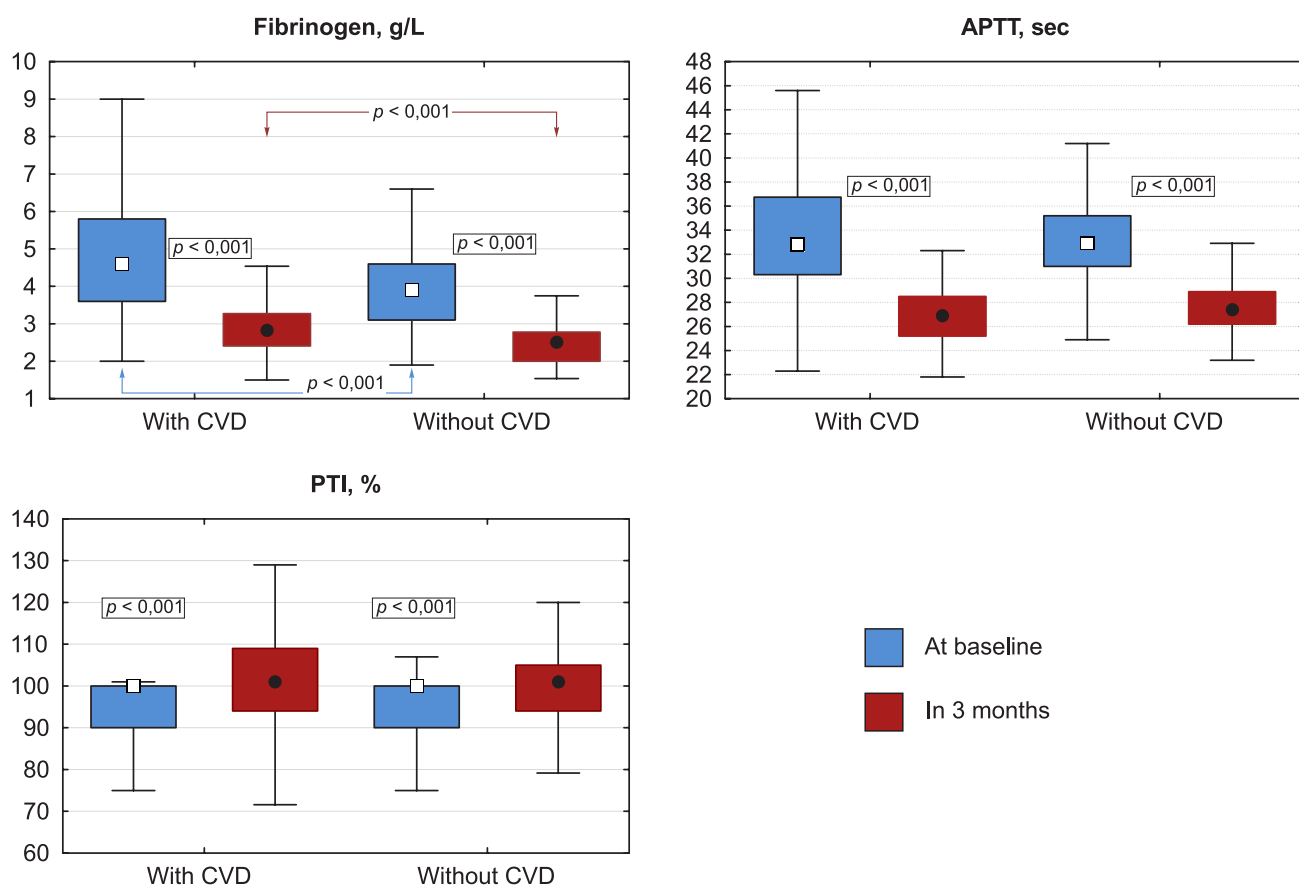 Fibrinogen, g/L
10
9
8
7
6
5
4
3
2
1
p < 0,001
p < 0,001
p < 0,001
p < 0,001
With CVD
Without CVD
APTT, sec
48
46
44
42
40
38
36
34
32
30
28
26
24
22
20
p < 0,001
p < 0,001
With CVD
Without CVD
PTI, %
140
130
120
110
100
90
80
70
60
p < 0,001
p < 0,001
With CVD
Without CVD
At baseline
In 3 months